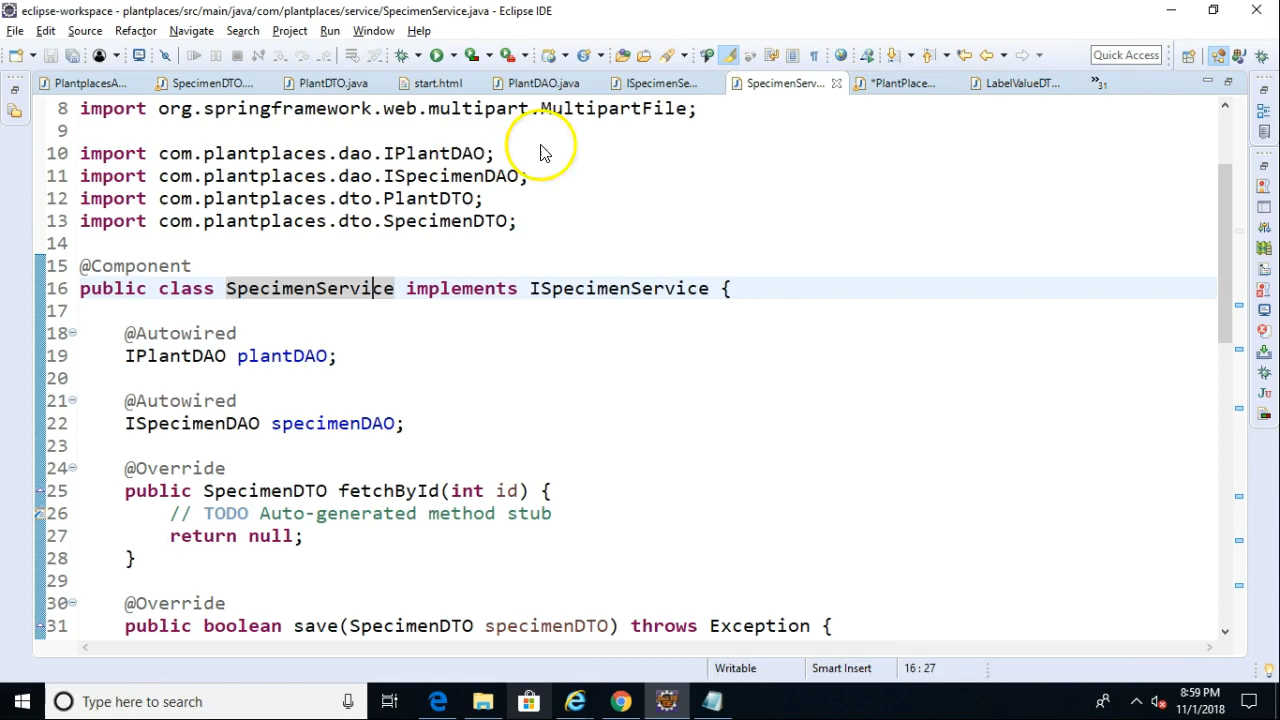 eclipse-workspace - plantplaces/src/main/java/com/plantplaces/service/SpecimenService.java - Eclipse IDE
File Edit Source Refactor Navigate Search Project Run Window Help
Quick Access
PlantplacesA... SpecimenDTO.... PlantDTO.java start.html PlantDAO.java ISpecimenSe... SpecimenServ... *PlantPlace... LabelValueDT... »31
8 import org.springframework.web.multipart.MultipartFile;
9
10 import com.plantplaces.dao.IPlantDAO;
11 import com.plantplaces.dao.ISpecimenDAO;
12 import com.plantplaces.dto.PlantDTO;
13 import com.plantplaces.dto.SpecimenDTO;
14
15 @Component
16 public class SpecimenService implements ISpecimenService {
17
18 @Autowired
19 IPlantDAO plantDAO;
20
21 @Autowired
22 ISpecimenDAO specimenDAO;
23
24 @Override
25 public SpecimenDTO fetchById(int id) {
26 // TODO Auto-generated method stub
27 return null;
28 }
29
30 @Override
31 public boolean save(SpecimenDTO specimenDTO) throws Exception {
Writable Smart Insert 16 : 27
Type here to search
8:59 PM
11/1/2018